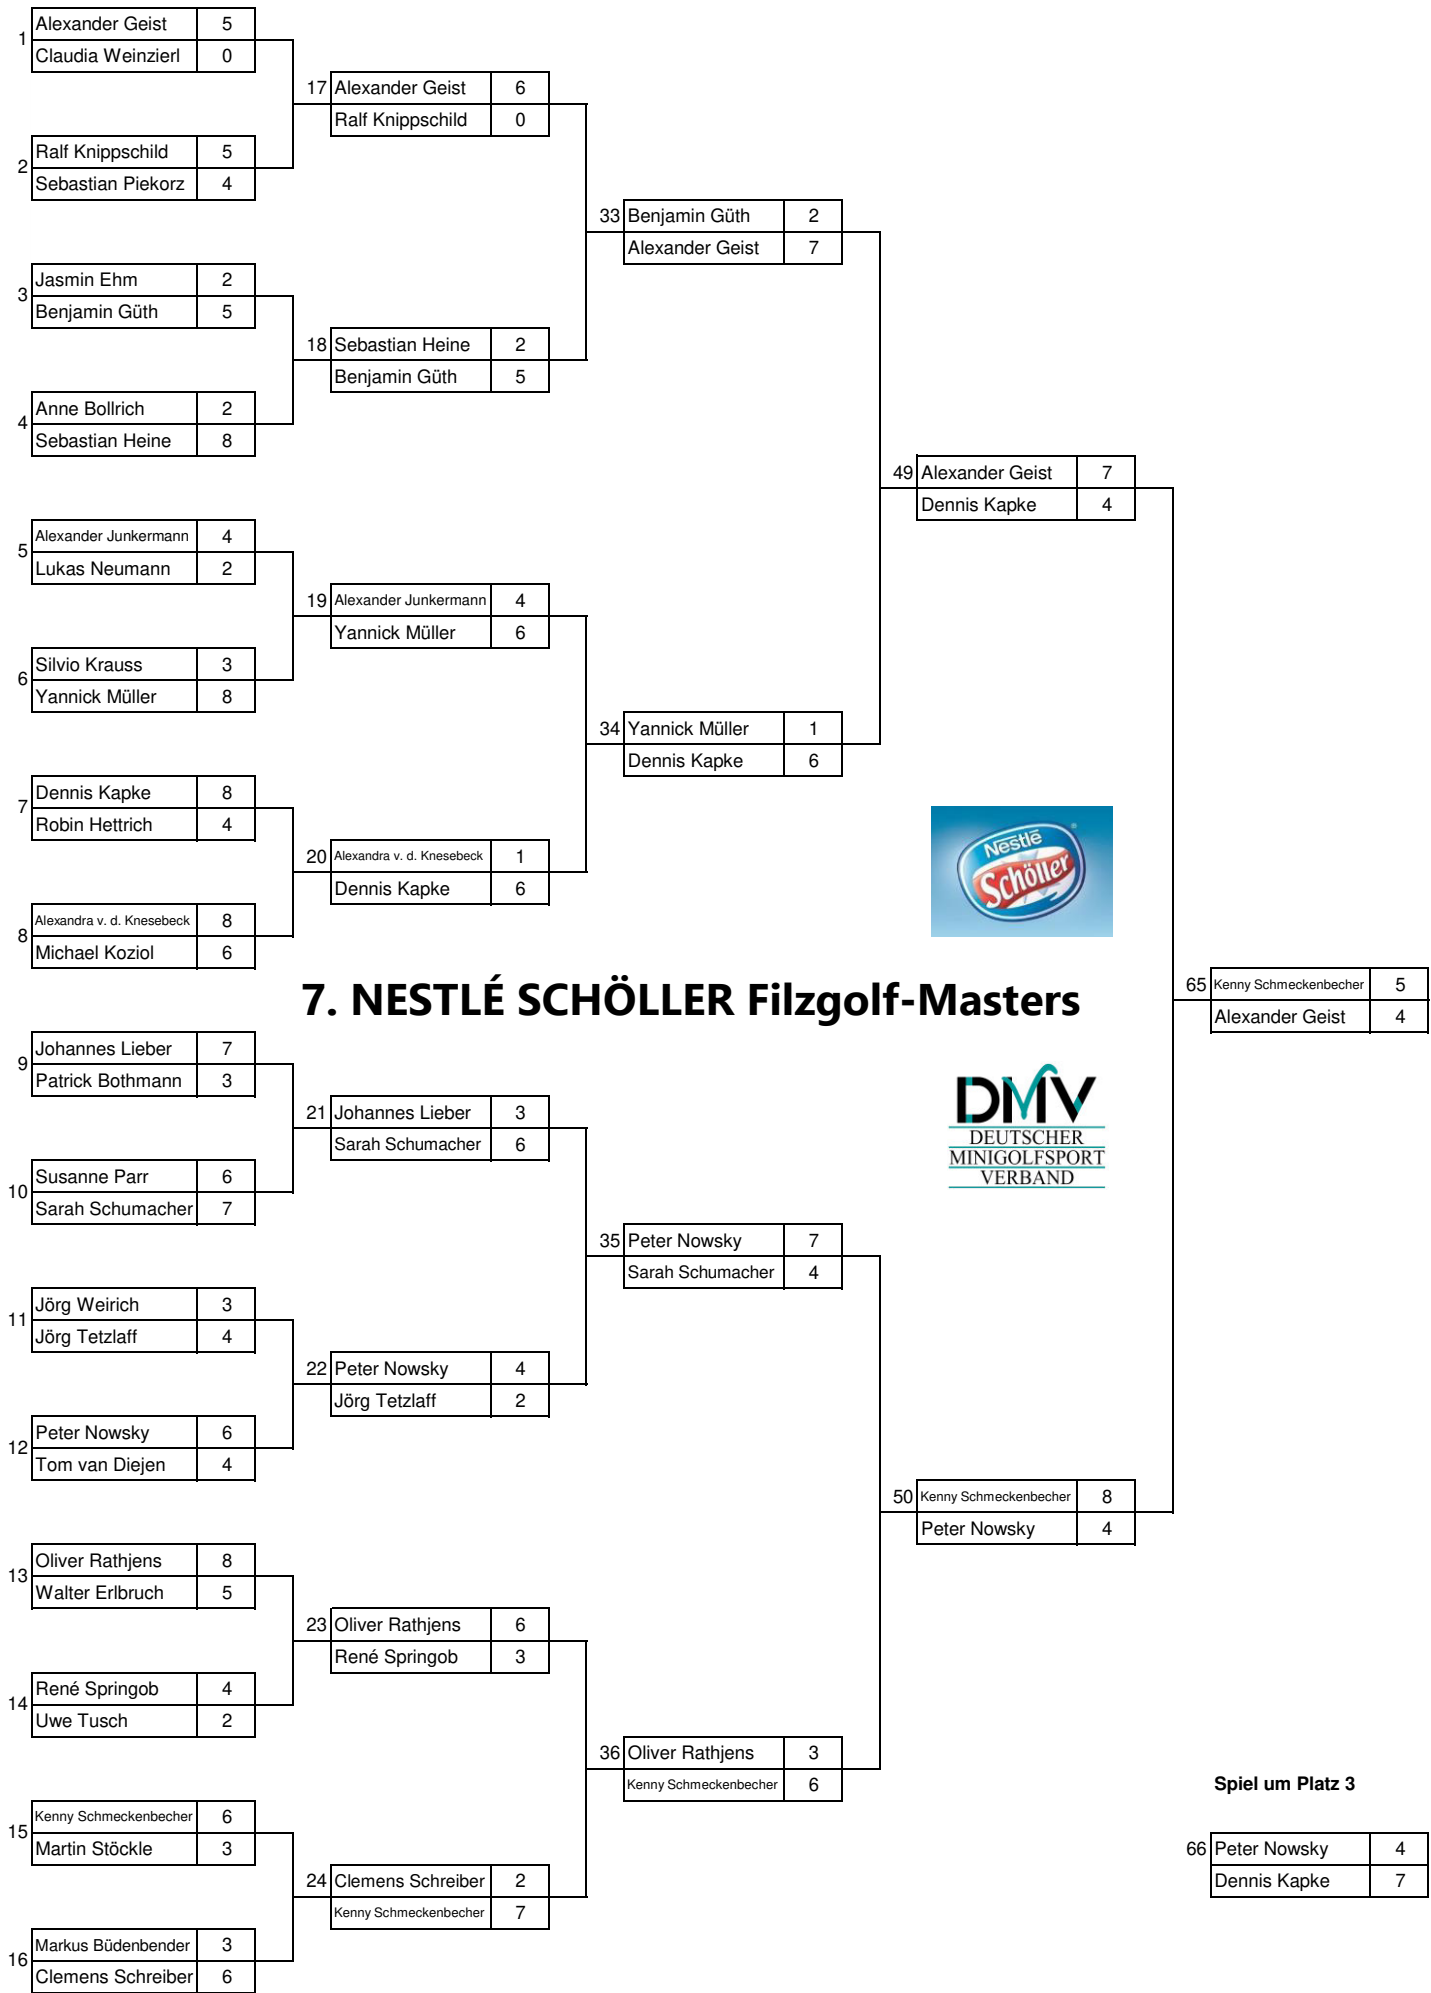 1
Alexander Geist 5
Claudia Weinzierl 0
2
Ralf Knippschild 5
Sebastian Piekorz 4
3
Jasmin Ehm 2
Benjamin Güth 5
4
Anne Bollrich 2
Sebastian Heine 8
5
Alexander Junkermann 4
Lukas Neumann 2
6
Silvio Krauss 3
Yannick Müller 8
7
Dennis Kapke 8
Robin Hettrich 4
8
Alexandra v. d. Knesebeck 8
Michael Koziol 6
9
Johannes Lieber 7
Patrick Bothmann 3
10
Susanne Parr 6
Sarah Schumacher 7
11
Jörg Weirich 3
Jörg Tetzlaff 4
12
Peter Nowsky 6
Tom van Diejen 4
13
Oliver Rathjens 8
Walter Erlbruch 5
14
René Springob 4
Uwe Tusch 2
15
Kenny Schmeckenbecher 6
Martin Stöckle 3
16
Markus Büdenbender 3
Clemens Schreiber 6
17 Alexander Geist 6
Ralf Knippschild 0
18 Sebastian Heine 2
Benjamin Güth 5
19 Alexander Junkermann 4
Yannick Müller 6
20 Alexandra v. d. Knesebeck 1
Dennis Kapke 6
21 Johannes Lieber 3
Sarah Schumacher 6
22 Peter Nowsky 4
Jörg Tetzlaff 2
23 Oliver Rathjens 6
René Springob 3
24 Clemens Schreiber 2
Kenny Schmeckenbecher 7
33 Benjamin Güth 2
Alexander Geist 7
34 Yannick Müller 1
Dennis Kapke 6
35 Peter Nowsky 7
Sarah Schumacher 4
36 Oliver Rathjens 3
Kenny Schmeckenbecher 6
49 Alexander Geist 7
Dennis Kapke 4
50 Kenny Schmeckenbecher 8
Peter Nowsky 4
Nestlé
Schöller
7. NESTLÉ SCHÖLLER Filzgolf-Masters
DMV
DEUTSCHER
MINIGOLFSPORT
VERBAND
65 Kenny Schmeckenbecher 5
Alexander Geist 4
Spiel um Platz 3
66 Peter Nowsky 4
Dennis Kapke 7